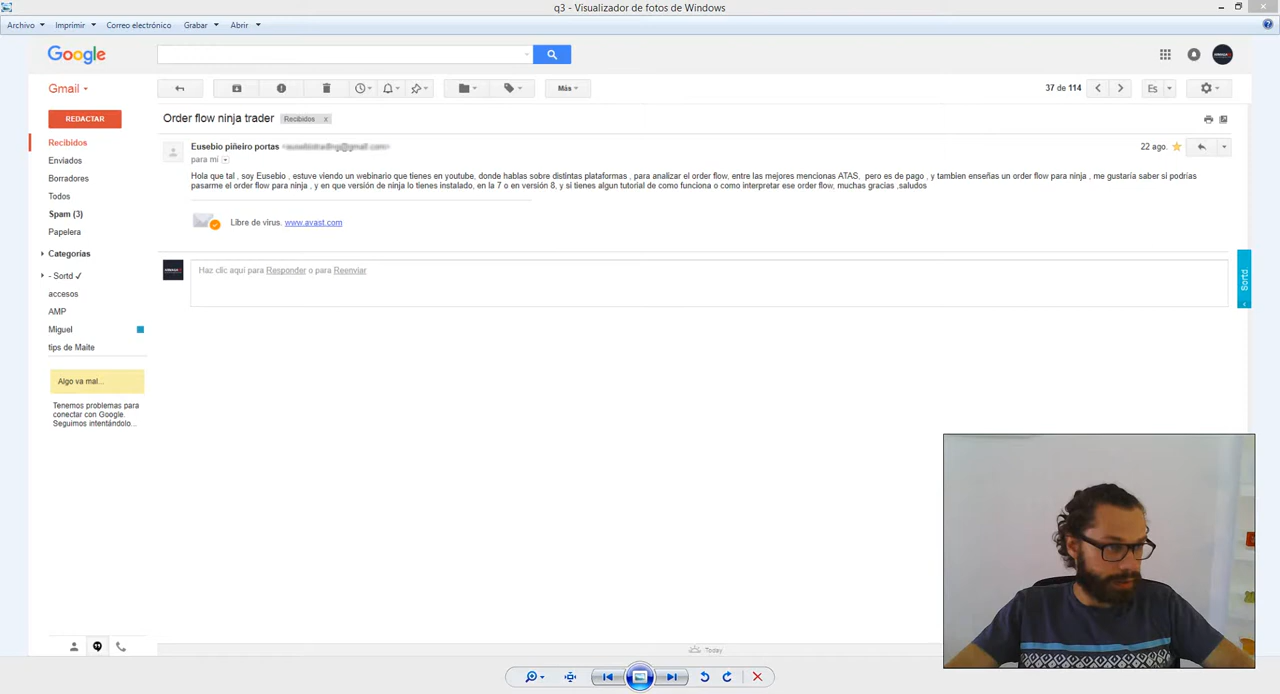 q3 - Visualizador de fotos de Windows
Archivo Imprimir Correo electrónico Grabar Abrir
Google
Gmail
Más
37 de 114
Es
REDACTAR
Order flow ninja trader Recibidos x
Recibidos
Enviados
Borradores
Todos
Spam (3)
Papelera
Categorías
- Sortd ✓
accesos
AMP
Miguel
tips de Maite
Algo va mal...
Tenemos problemas para
conectar con Google.
Seguimos intentándolo...
Eusebio piñeiro portas
22 ago.
para mi
Hola que tal , soy Eusebio , estuve viendo un webinario que tienes en youtube, donde hablas sobre distintas plataformas , para analizar el order flow, entre las mejores mencionas ATAS. pero es de pago , y tambien enseñas un order flow para ninja , me gustaría saber si podrías
pasarme el order flow para ninja , y en que versión de ninja lo tienes instalado, en la 7 o en versión 8, y si tienes algun tutorial de como funciona o como interpretar ese order flow, muchas gracias ,saludos
Libre de virus. www.avast.com
Haz clic aquí para Responder o para Reenviar
Sortd
Today